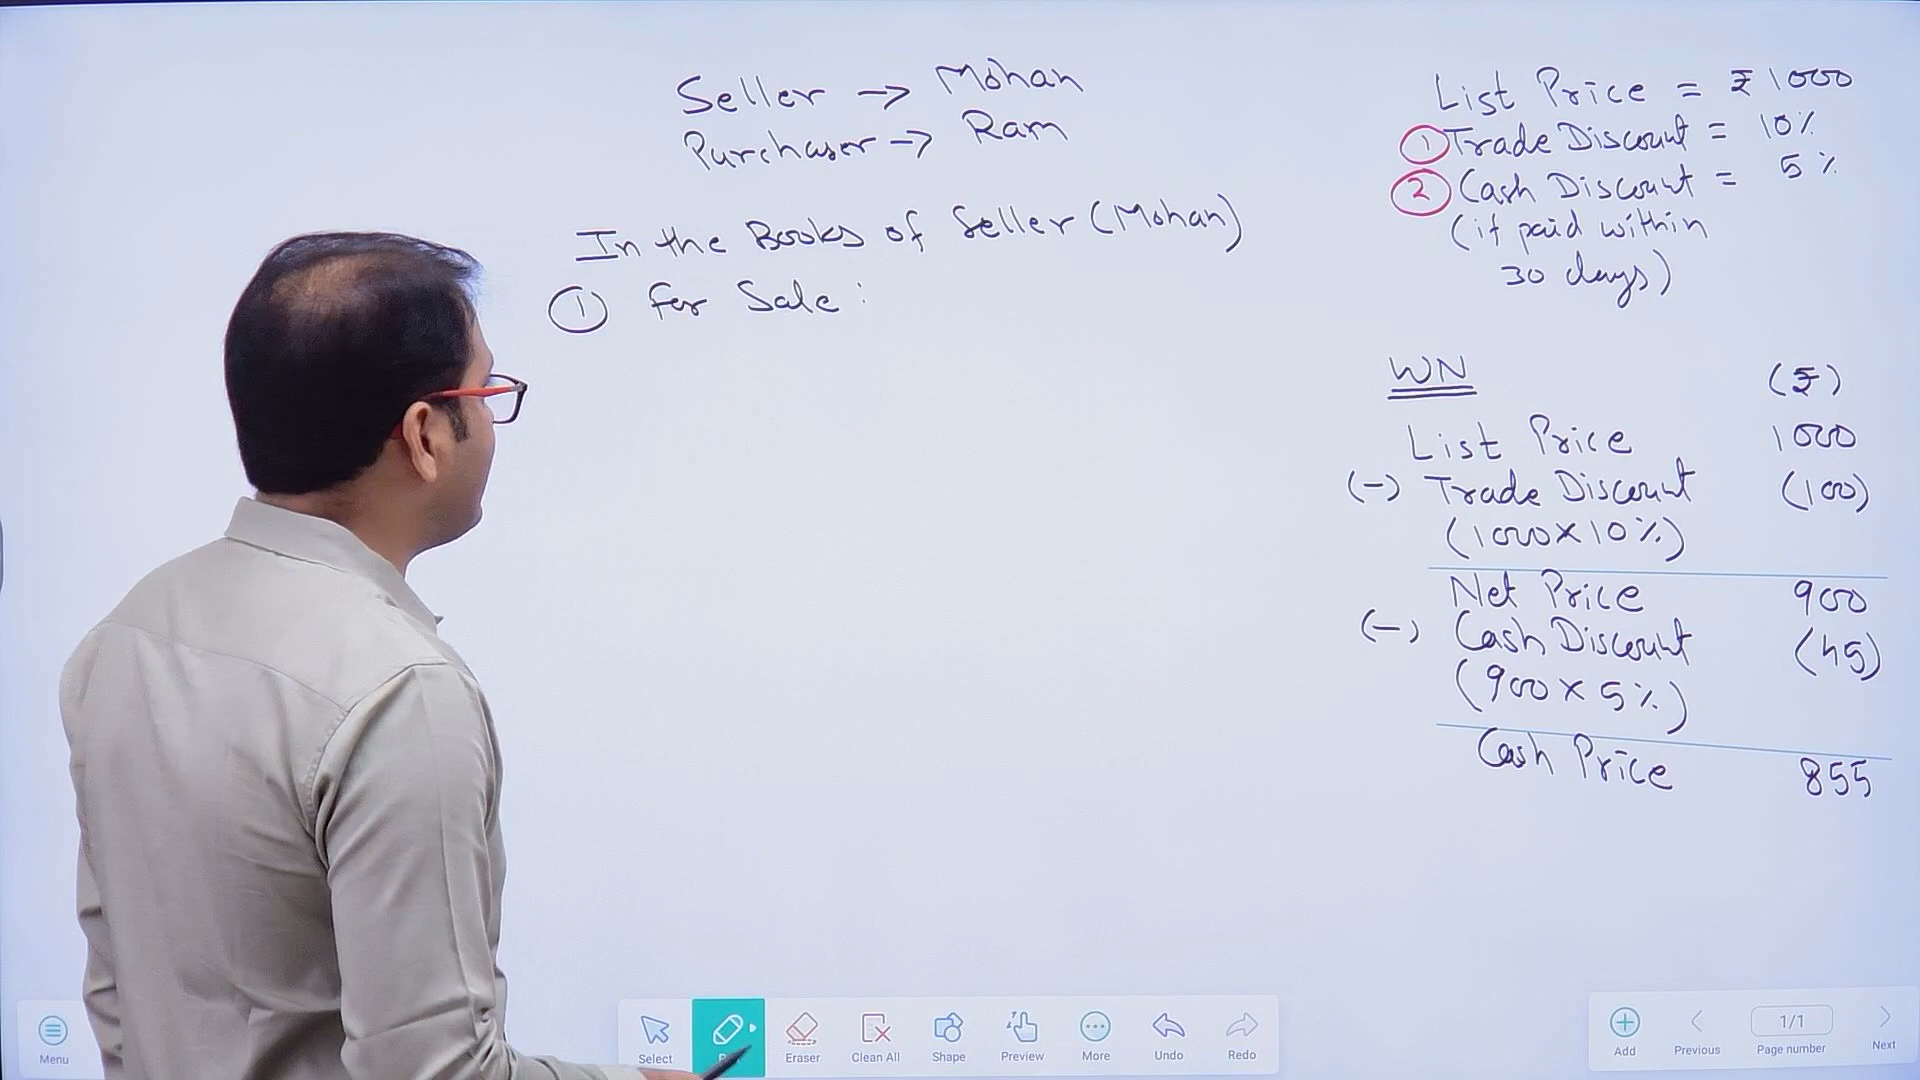 Seller → Mohan
Purchaser → Ram
In the Books of Seller (Mohan)
① For Sale :
List Price = ₹ 1000
① Trade Discount = 10%
② Cash Discount = 5%
(if paid within
30 days)
WN (₹)
List Price 1000
(-) Trade Discount (100)
(1000×10%)
Net Price 900
(-) Cash Discount (45)
(900×5%)
Cash Price 855
Menu
Select
Eraser
Clean All
Shape
Preview
More
Undo
Redo
Add
Previous
1/1
Page number
Next